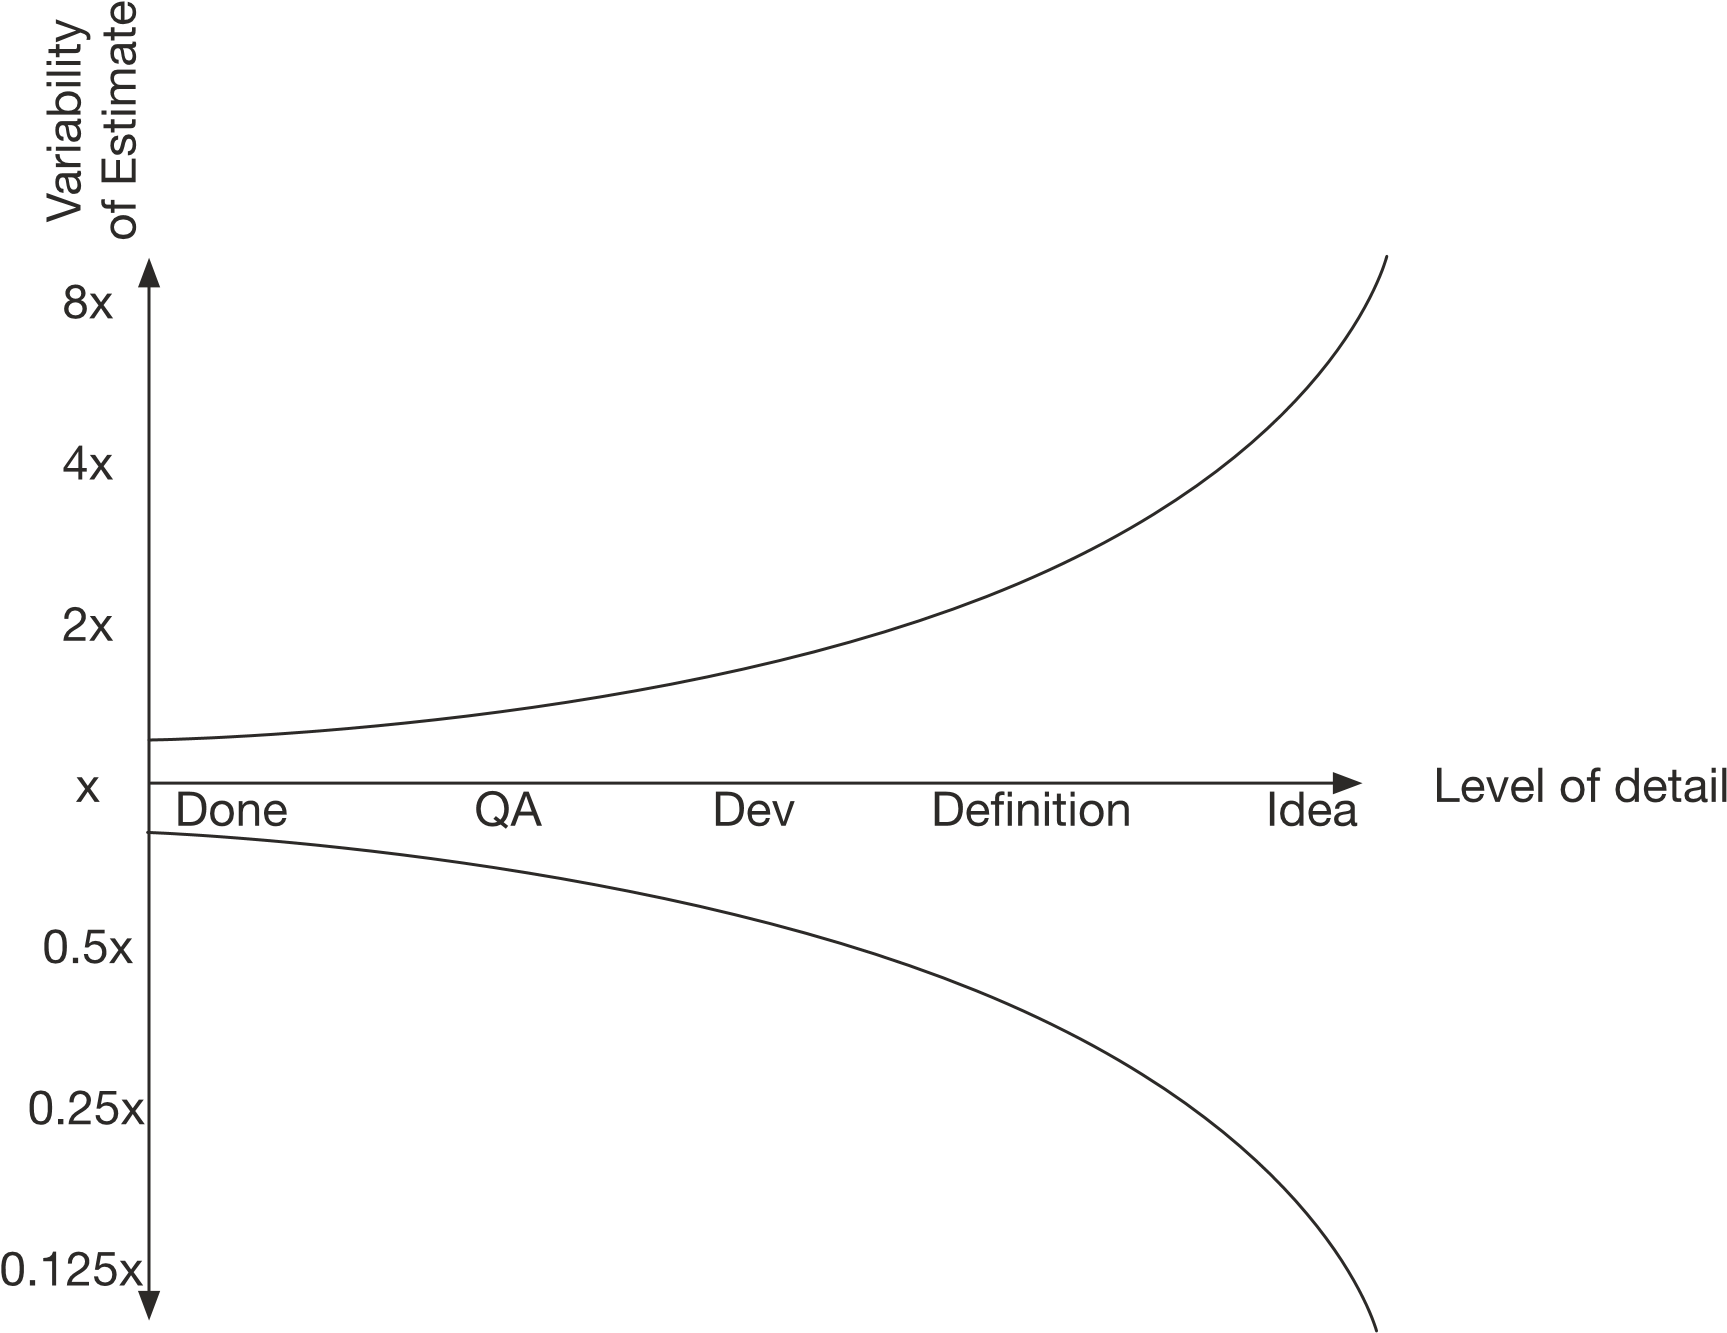 Variability
of Estimate
8x
4x
2x
x
Done QA Dev Definition Idea
Level of detail
0.5x
0.25x
0.125x